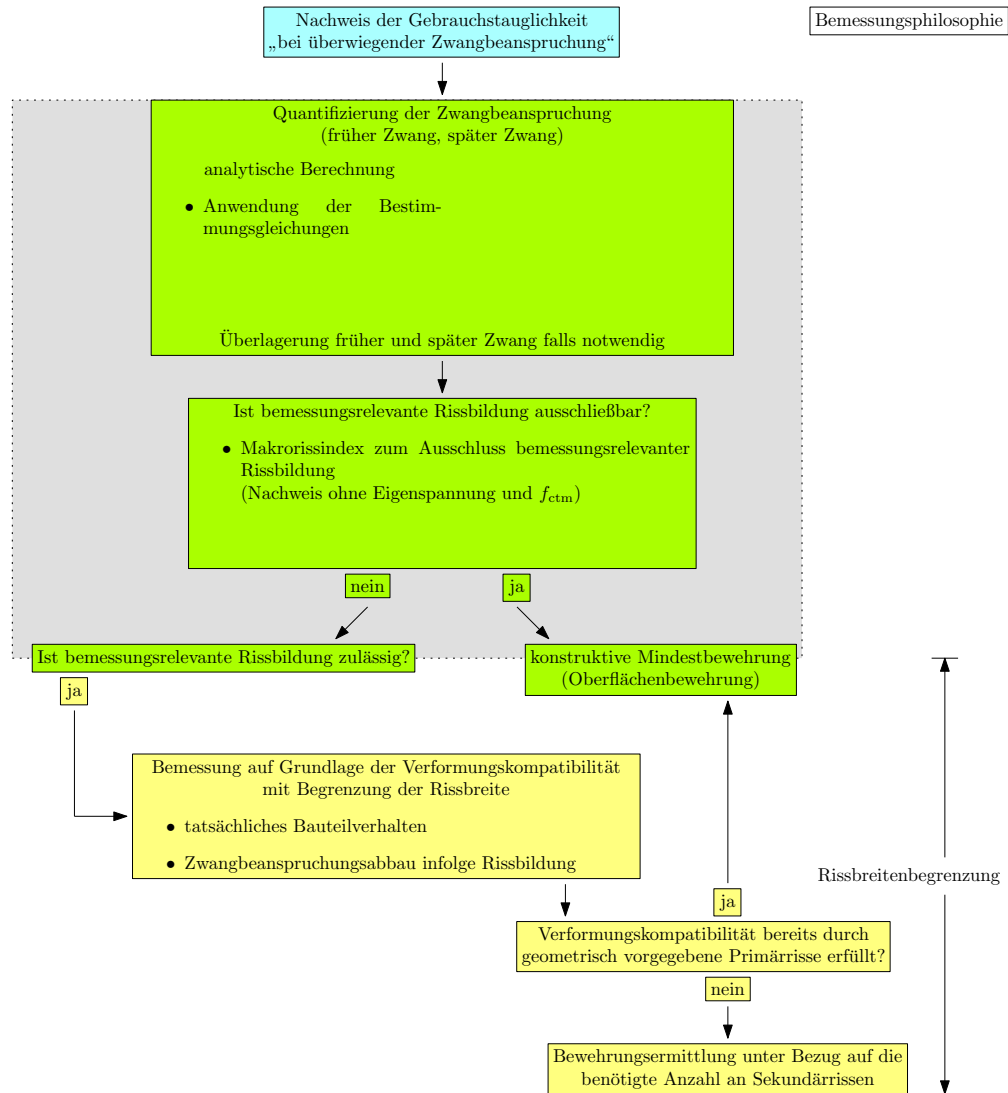 Nachweis der Gebrauchstauglichkeit
„bei überwiegender Zwangbeanspruchung“
Bemessungsphilosophie
Quantifizierung der Zwangbeanspruchung
(früher Zwang, später Zwang)
analytische Berechnung
• Anwendung der Bestim-
mungsgleichungen
Überlagerung früher und später Zwang falls notwendig
Ist bemessungsrelevante Rissbildung ausschließbar?
• Makrorissindex zum Ausschluss bemessungsrelevanter
Rissbildung
(Nachweis ohne Eigenspannung und fctm)
nein
ja
Ist bemessungsrelevante Rissbildung zulässig?
konstruktive Mindestbewehrung
(Oberflächenbewehrung)
ja
Bemessung auf Grundlage der Verformungskompatibilität
mit Begrenzung der Rissbreite
• tatsächliches Bauteilverhalten
• Zwangbeanspruchungsabbau infolge Rissbildung
Rissbreitenbegrenzung
ja
Verformungskompatibilität bereits durch
geometrisch vorgegebene Primärrisse erfüllt?
nein
Bewehrungsermittlung unter Bezug auf die
benötigte Anzahl an Sekundärrissen